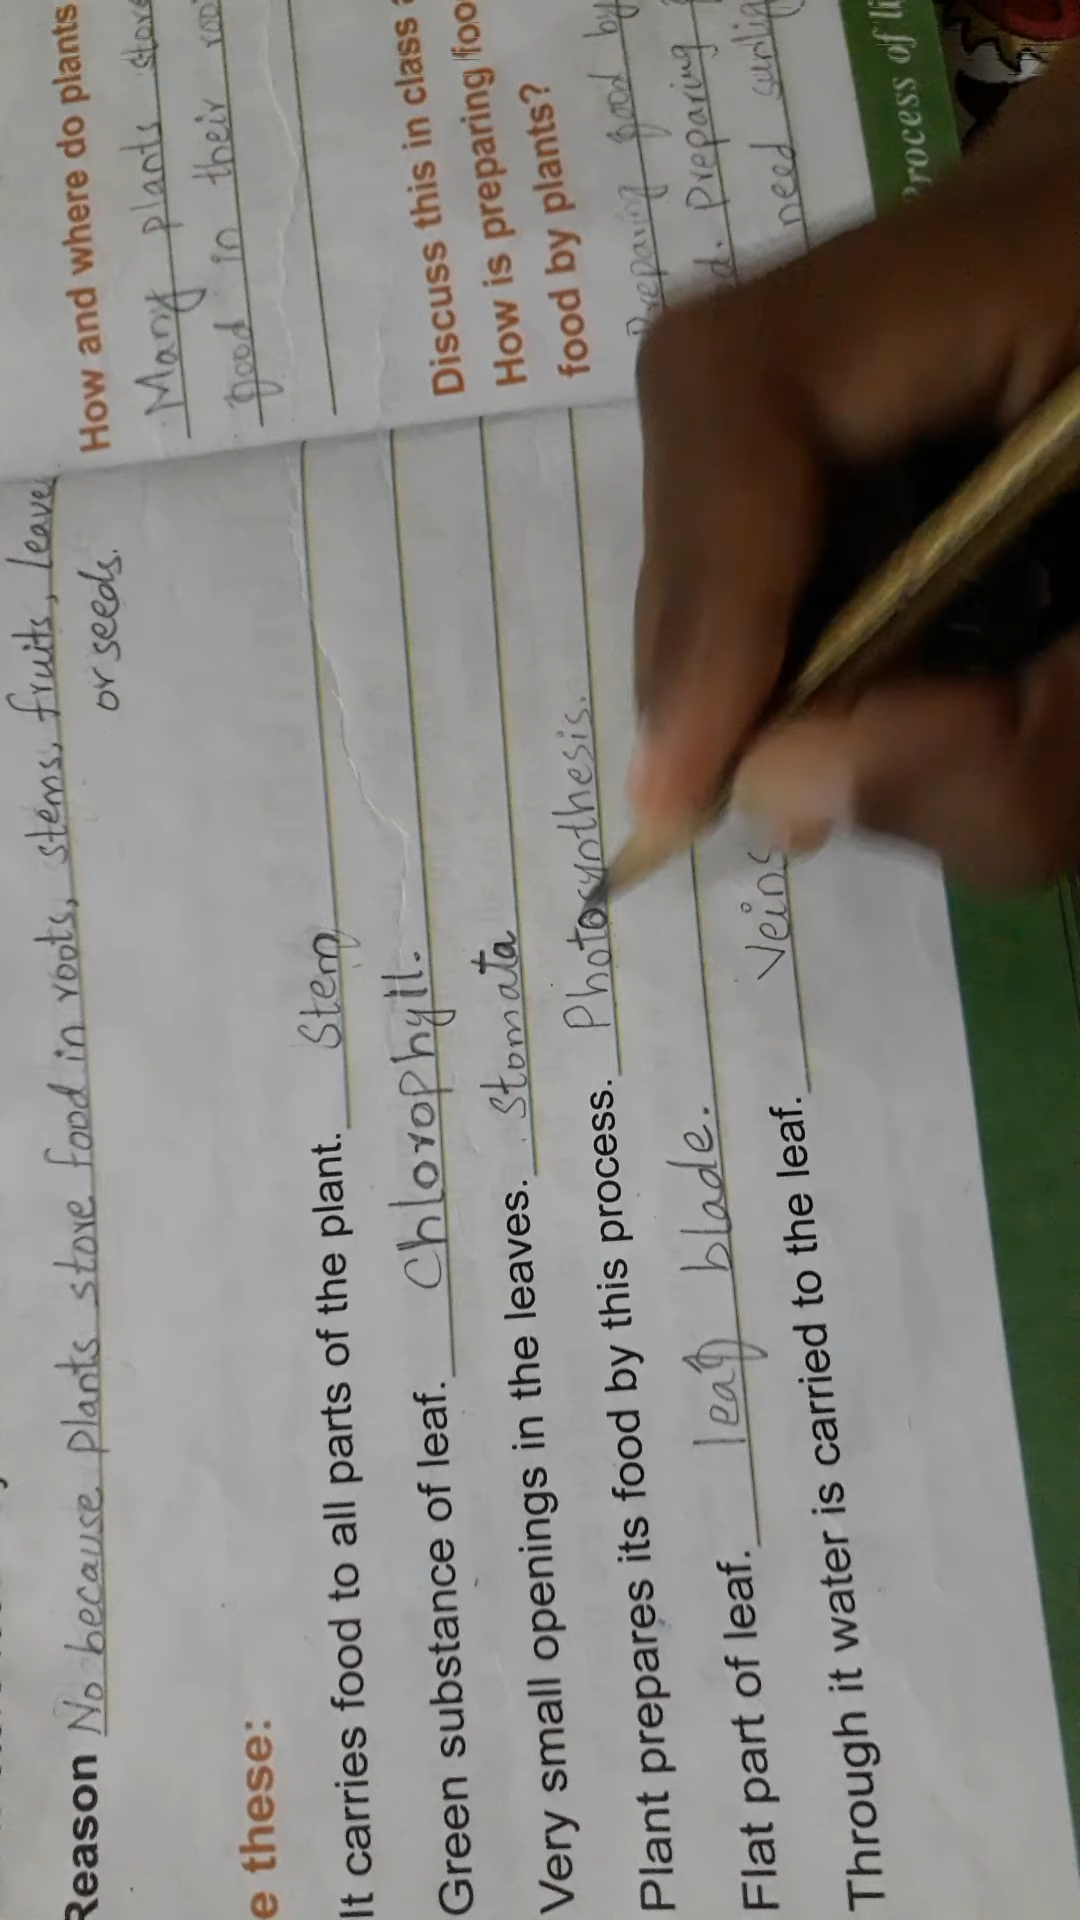 Reason No because plants store food in roots, stems, fruits, leave
or seeds.
e these:
It carries food to all parts of the plant. Stem
Green substance of leaf. Chlorophyll.
Very small openings in the leaves. Stomata
Plant prepares its food by this process. Photosynthesis.
Flat part of leaf. leaf blade.
Through it water is carried to the leaf. Veins
How and where do plants
Many plants store
food in their roo
Discuss this in class
How is preparing foo
food by plants?
Preparing food by
d. Preparing
need sunlig
Process of li